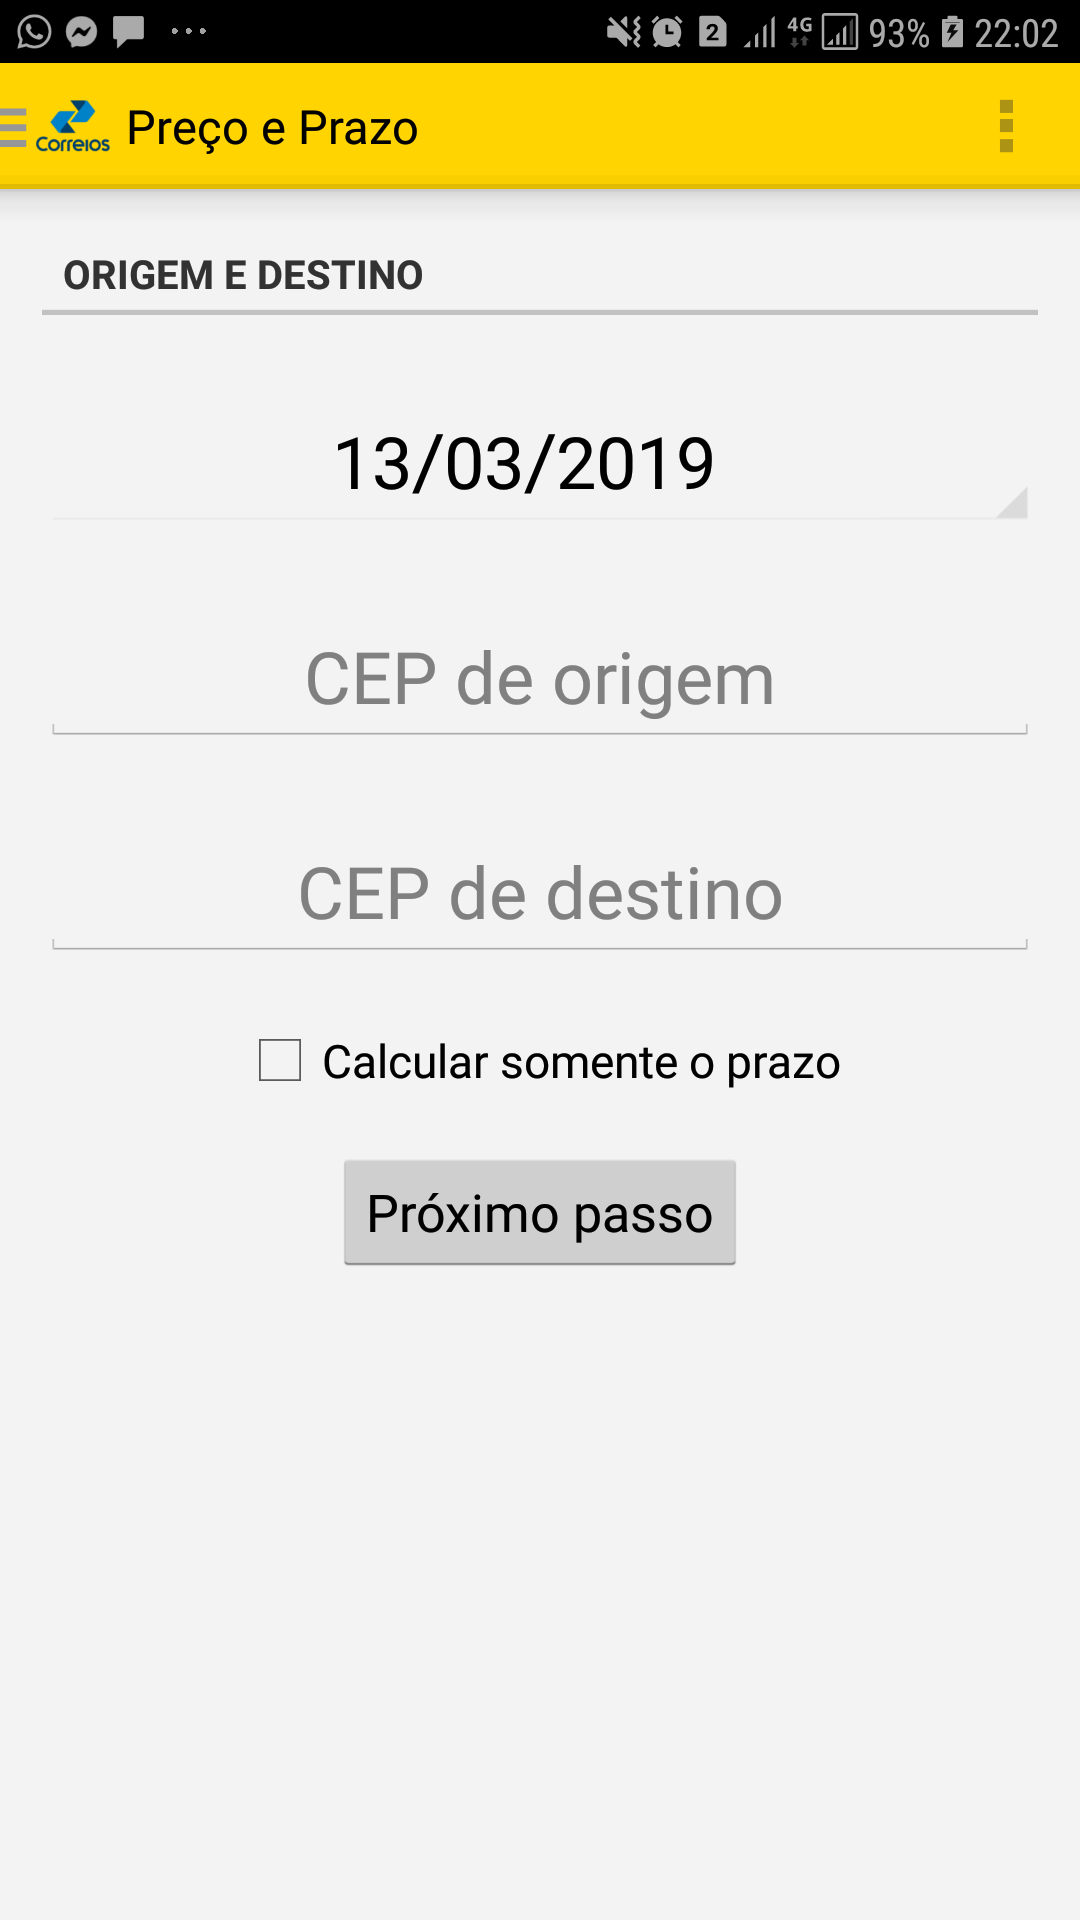 2 4G 93% 22:02
Correios Preço e Prazo
ORIGEM E DESTINO
13/03/2019
CEP de origem
CEP de destino
Calcular somente o prazo
Próximo passo